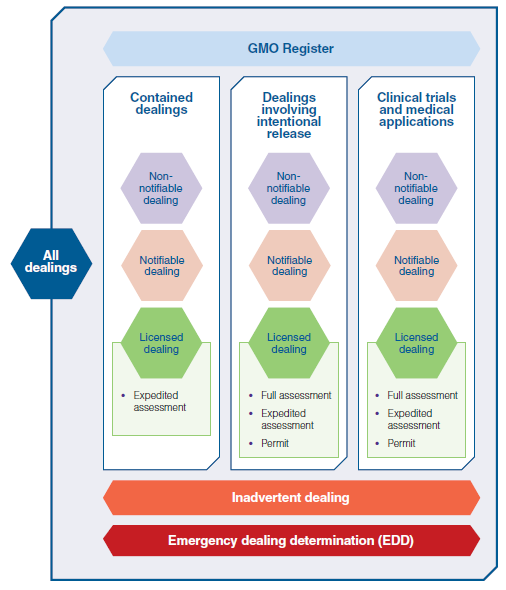 GMO Register
Contained
dealings
Non-
notifiable
dealing
Notifiable
dealing
Licensed
dealing
• Expedited
assessment
Dealings
involving
intentional
release
Non-
notifiable
dealing
Notifiable
dealing
Licensed
dealing
• Full assessment
• Expedited
assessment
• Permit
Clinical trials
and medical
applications
Non-
notifiable
dealing
Notifiable
dealing
Licensed
dealing
• Full assessment
• Expedited
assessment
• Permit
All
dealings
Inadvertent dealing
Emergency dealing determination (EDD)